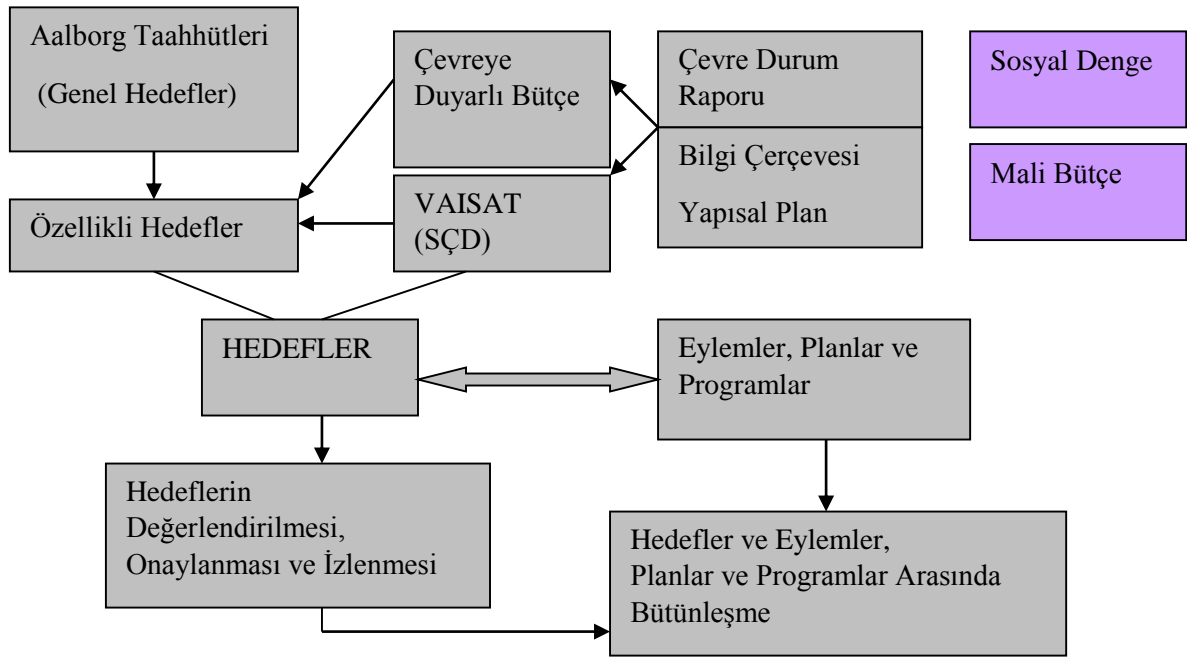 Aalborg Taahhütleri
(Genel Hedefler)
Çevreye
Duyarlı Bütçe
Çevre Durum
Raporu
Sosyal Denge
Bilgi Çerçevesi
Yapısal Plan
Mali Bütçe
Özellikli Hedefler
VAISAT
(SÇD)
HEDEFLER
Eylemler, Planlar ve
Programlar
Hedeflerin
Değerlendirilmesi,
Onaylanması ve İzlenmesi
Hedefler ve Eylemler,
Planlar ve Programlar Arasında
Bütünleşme